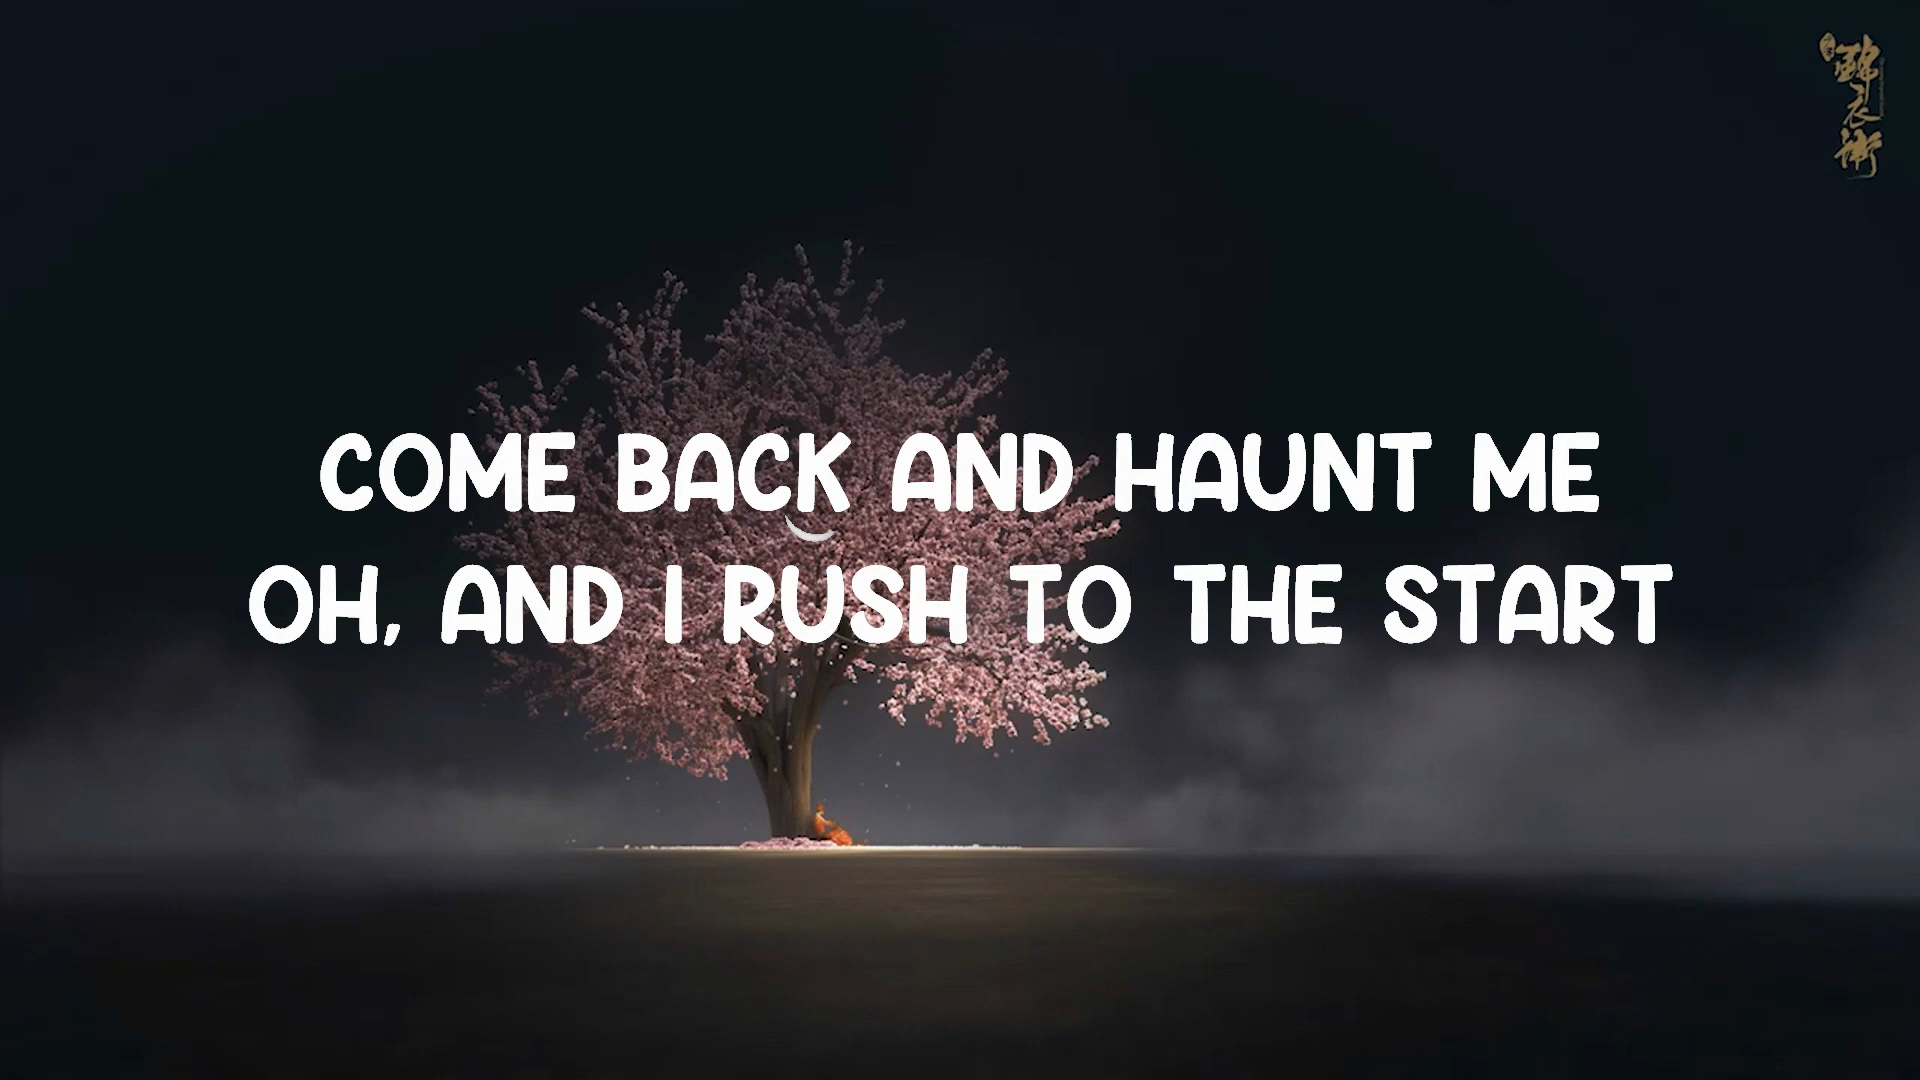 COME BACK AND HAUNT ME
OH, AND I RUSH TO THE START
錦衣衛